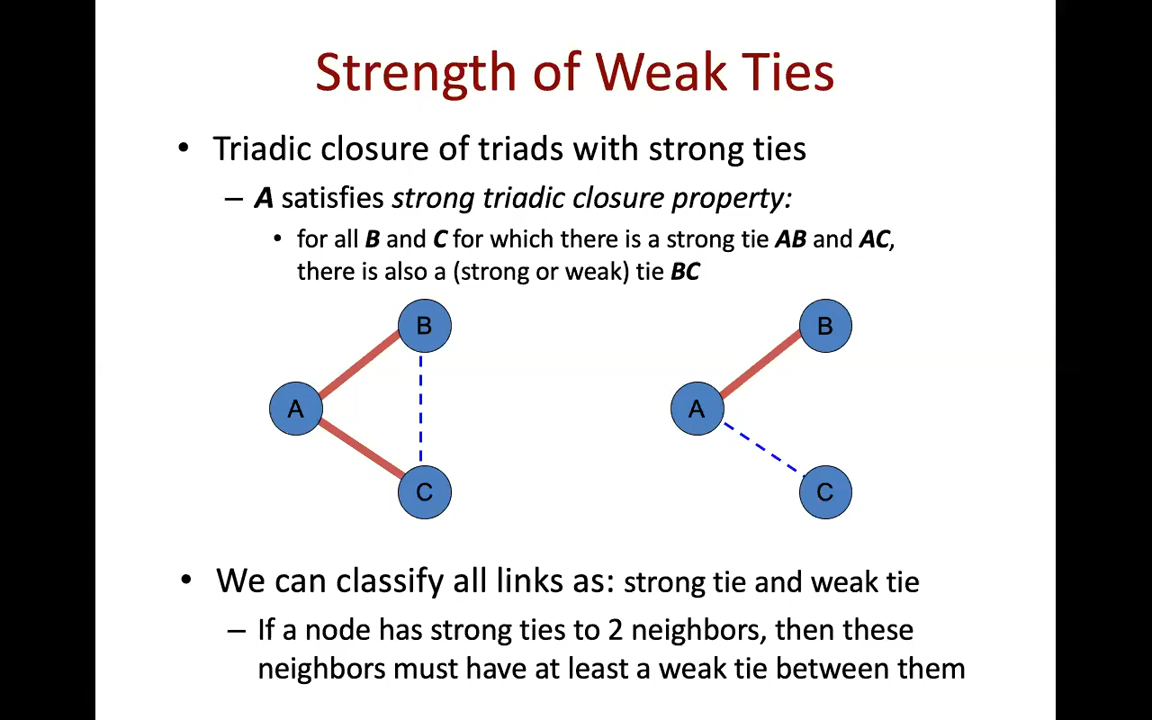 Strength of Weak Ties
• Triadic closure of triads with strong ties
– A satisfies strong triadic closure property:
• for all B and C for which there is a strong tie AB and AC,
there is also a (strong or weak) tie BC
B
B
A
A
C
C
• We can classify all links as: strong tie and weak tie
– If a node has strong ties to 2 neighbors, then these
neighbors must have at least a weak tie between them